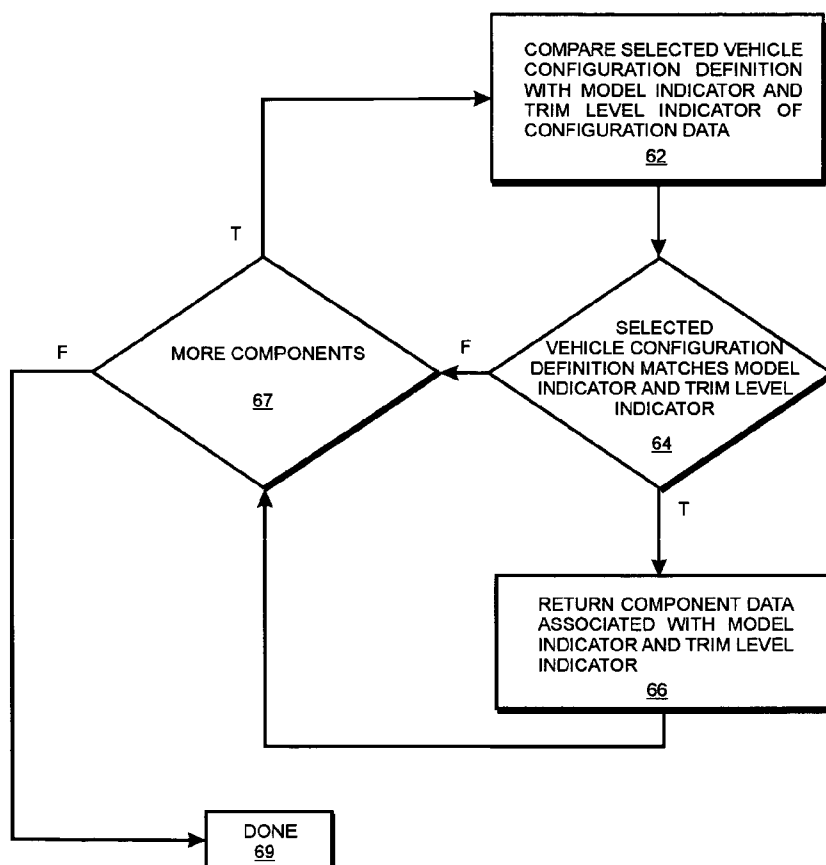 COMPARE SELECTED VEHICLE
CONFIGURATION DEFINITION
WITH MODEL INDICATOR AND
TRIM LEVEL INDICATOR OF
CONFIGURATION DATA
62
T
F
MORE COMPONENTS
67
F
SELECTED
VEHICLE CONFIGURATION
DEFINITION MATCHES MODEL
INDICATOR AND TRIM LEVEL
INDICATOR
64
T
RETURN COMPONENT DATA
ASSOCIATED WITH MODEL
INDICATOR AND TRIM LEVEL
INDICATOR
66
DONE
69